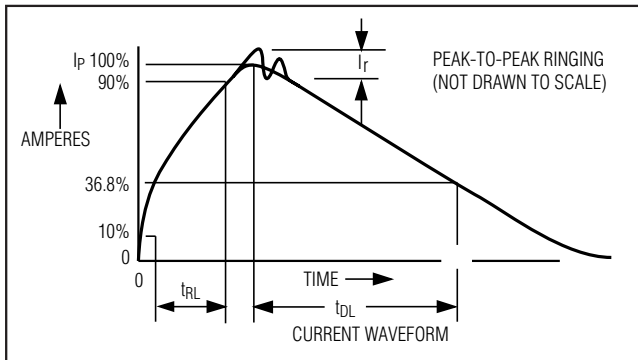 IP 100%
90%
AMPERES
36.8%
10%
0
0
tRL
TIME
tDL
CURRENT WAVEFORM
Ir
PEAK-TO-PEAK RINGING
(NOT DRAWN TO SCALE)